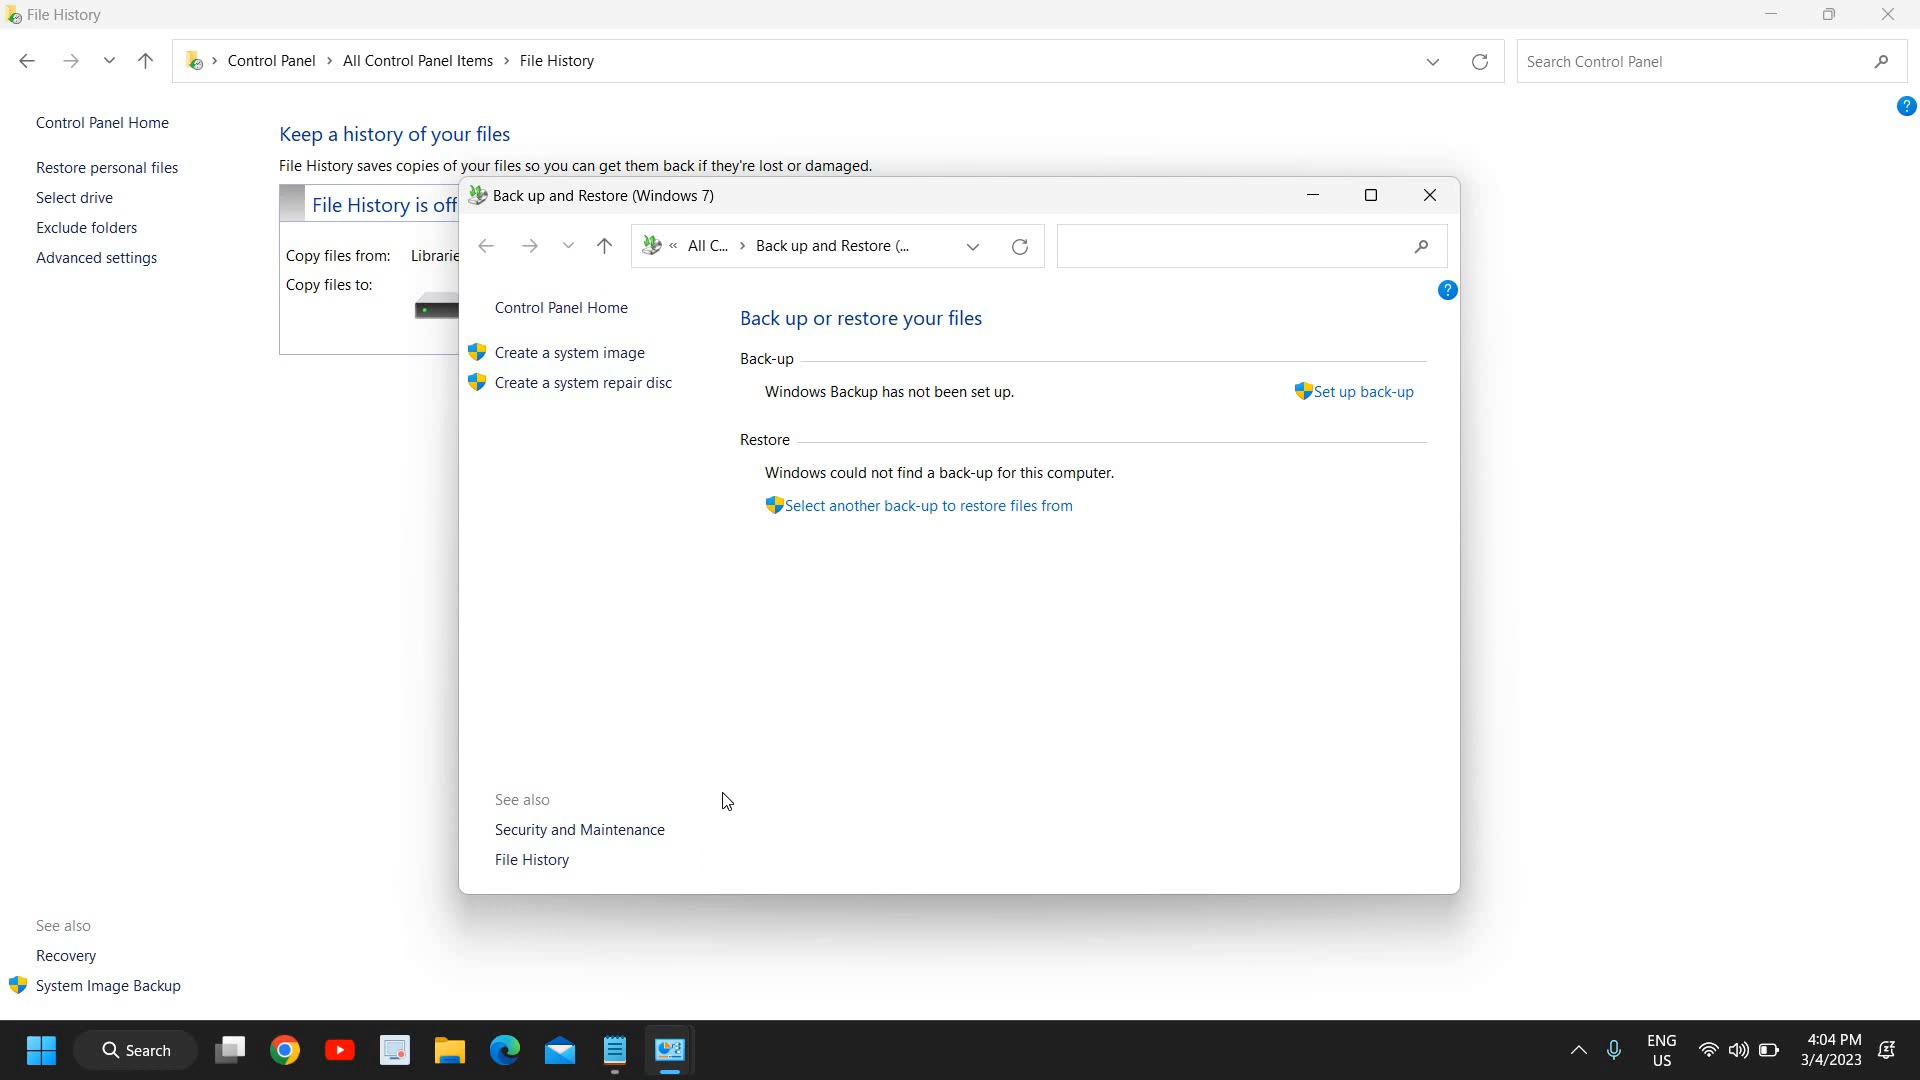 File History
Control Panel > All Control Panel Items > File History
Search Control Panel
Control Panel Home
Restore personal files
Select drive
Exclude folders
Advanced settings
Keep a history of your files
File History saves copies of your files so you can get them back if they're lost or damaged.
File History is off
Copy files from: Librarie
Copy files to:
Back up and Restore (Windows 7)
« All C... > Back up and Restore (...
Control Panel Home
Create a system image
Create a system repair disc
Back up or restore your files
Back-up
Windows Backup has not been set up.
Set up back-up
Restore
Windows could not find a back-up for this computer.
Select another back-up to restore files from
See also
Security and Maintenance
File History
See also
Recovery
System Image Backup
Search
ENG
US
4:04 PM
3/4/2023